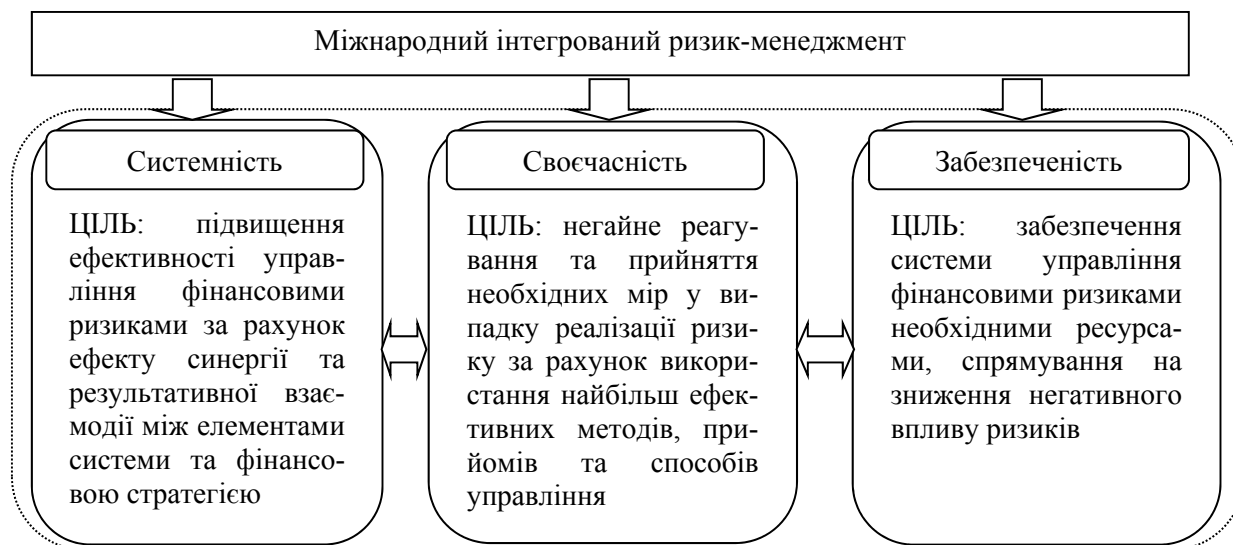 Міжнародний інтегрований ризик-менеджмент
Системність
ЦІЛЬ: підвищення
ефективності управ-
ління фінансовими
ризиками за рахунок
ефекту синергії та
результативної взає-
модії між елементами
системи та фінансо-
вою стратегією
Своєчасність
ЦІЛЬ: негайне реагу-
вання та прийняття
необхідних мір у ви-
падку реалізації ризи-
ку за рахунок викори-
стання найбільш ефек-
тивних методів, при-
йомів та способів
управління
Забезпеченість
ЦІЛЬ: забезпечення
системи управління
фінансовими ризиками
необхідними ресурса-
ми, спрямування на
зниження негативного
впливу ризиків